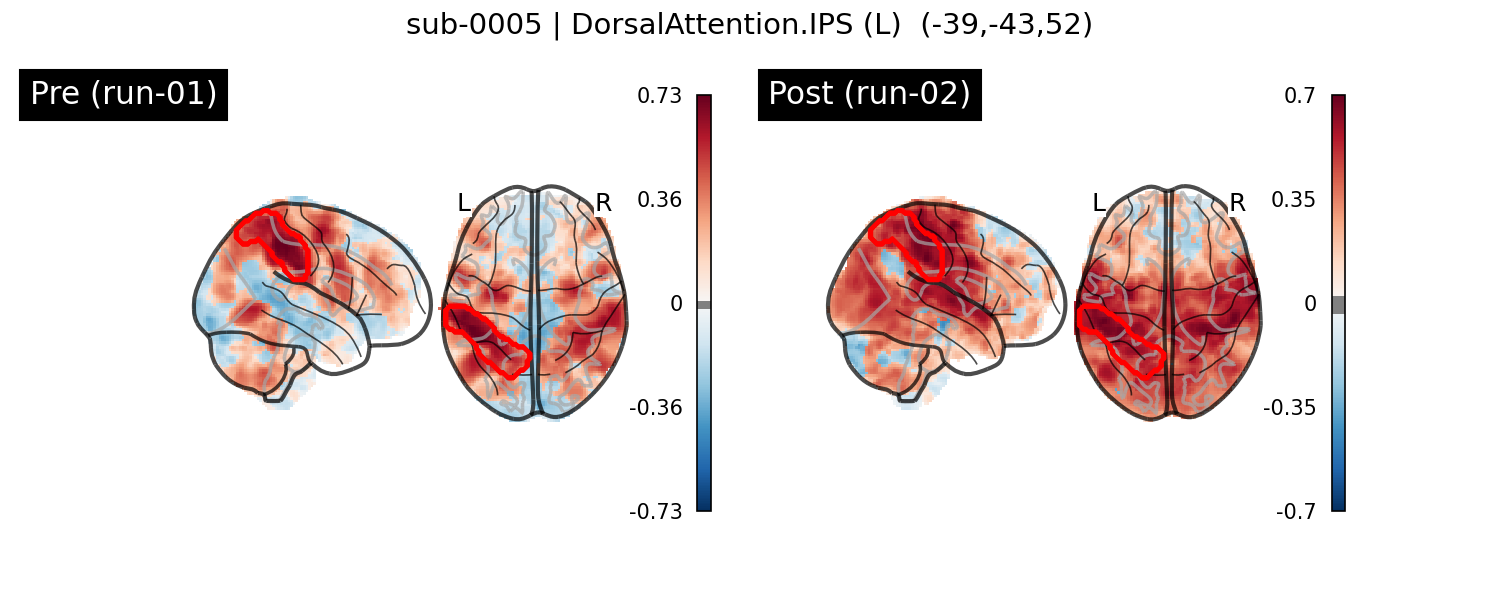 sub-0005 | DorsalAttention.IPS (L)  (-39,-43,52)
Pre (run-01)
L
R
0.73
0.36
0
-0.36
-0.73
Post (run-02)
L
R
0.7
0.35
0
-0.35
-0.7